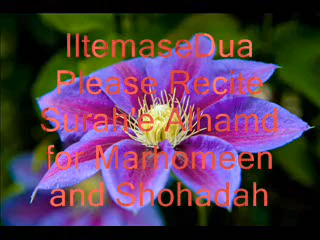 IltemaseDua
Please Recite
Surah'e Alhamd
for Marhomeen
and Shohadah